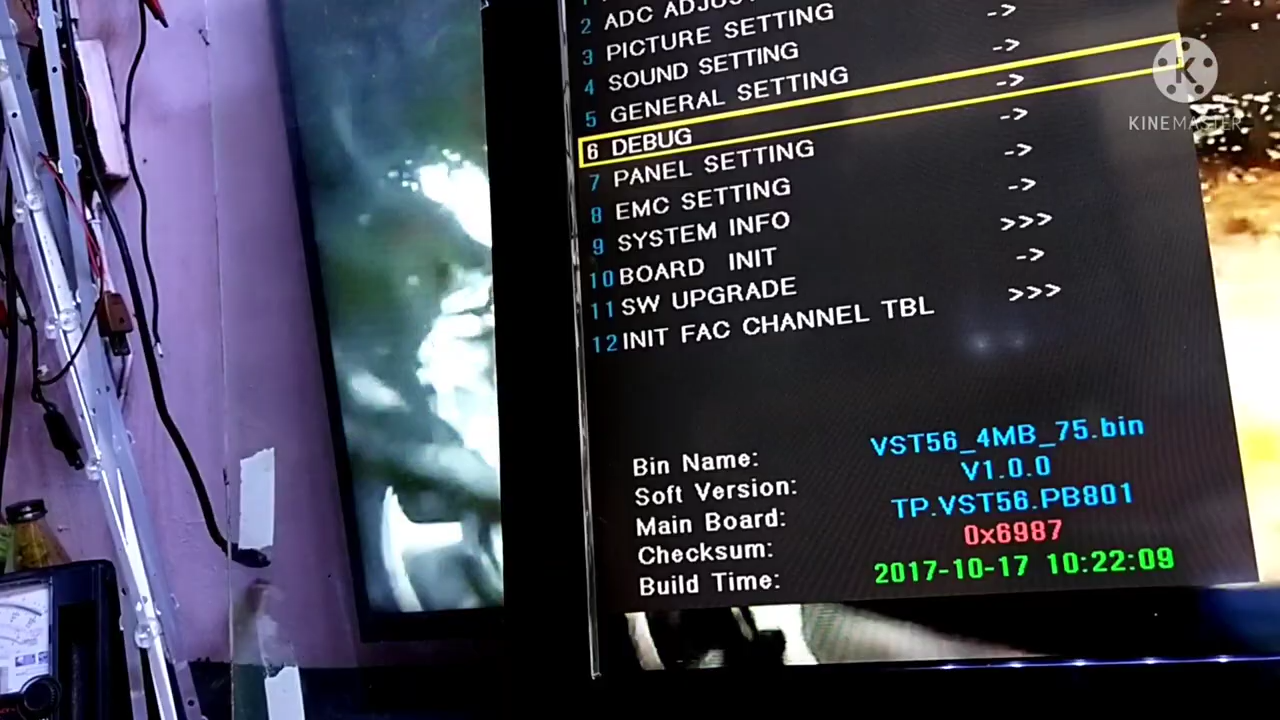 2 ADC
3 PICTURE SETTING ->
4 SOUND SETTING ->
5 GENERAL SETTING ->
6 DEBUG ->
7 PANEL SETTING ->
8 EMC SETTING ->
9 SYSTEM INFO >>>
10 BOARD INIT ->
11 SW UPGRADE >>>
12 INIT FAC CHANNEL TBL
Bin Name: VST56_4MB_75.bin
Soft Version: V1.0.0
Main Board: TP.VST56.PB801
Checksum: 0x6987
Build Time: 2017-10-17 10:22:09
K
KINEMASTER